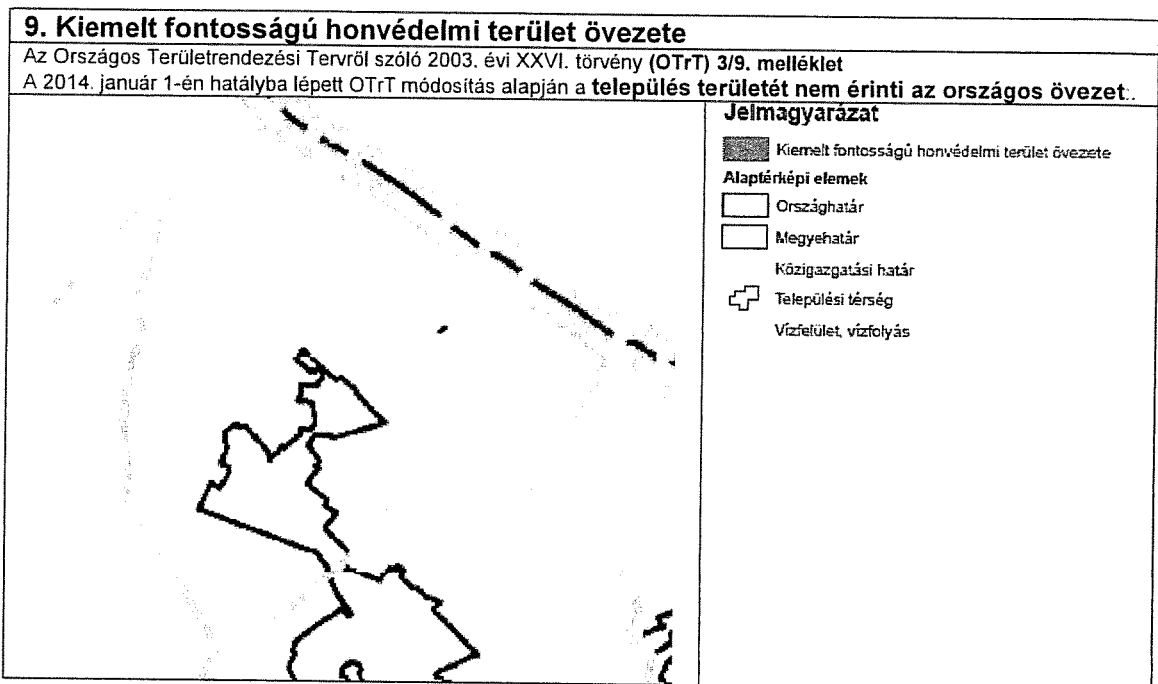 9. Kiemelt fontosságú honvédelmi terület övezete
Az Országos Területrendezési Tervről szóló 2003. évi XXVI. törvény (OTrT) 3/9. melléklet
A 2014. január 1-én hatályba lépett OTrT módosítás alapján a település területét nem érinti az országos övezet:.
Jelmagyarázat
Kiemelt fontosságú honvédelmi terület övezete
Alaptérképi elemek
Országhatár
Megyehatár
Közigazgatási határ
Települési térség
Vízfelület, vízfolyás